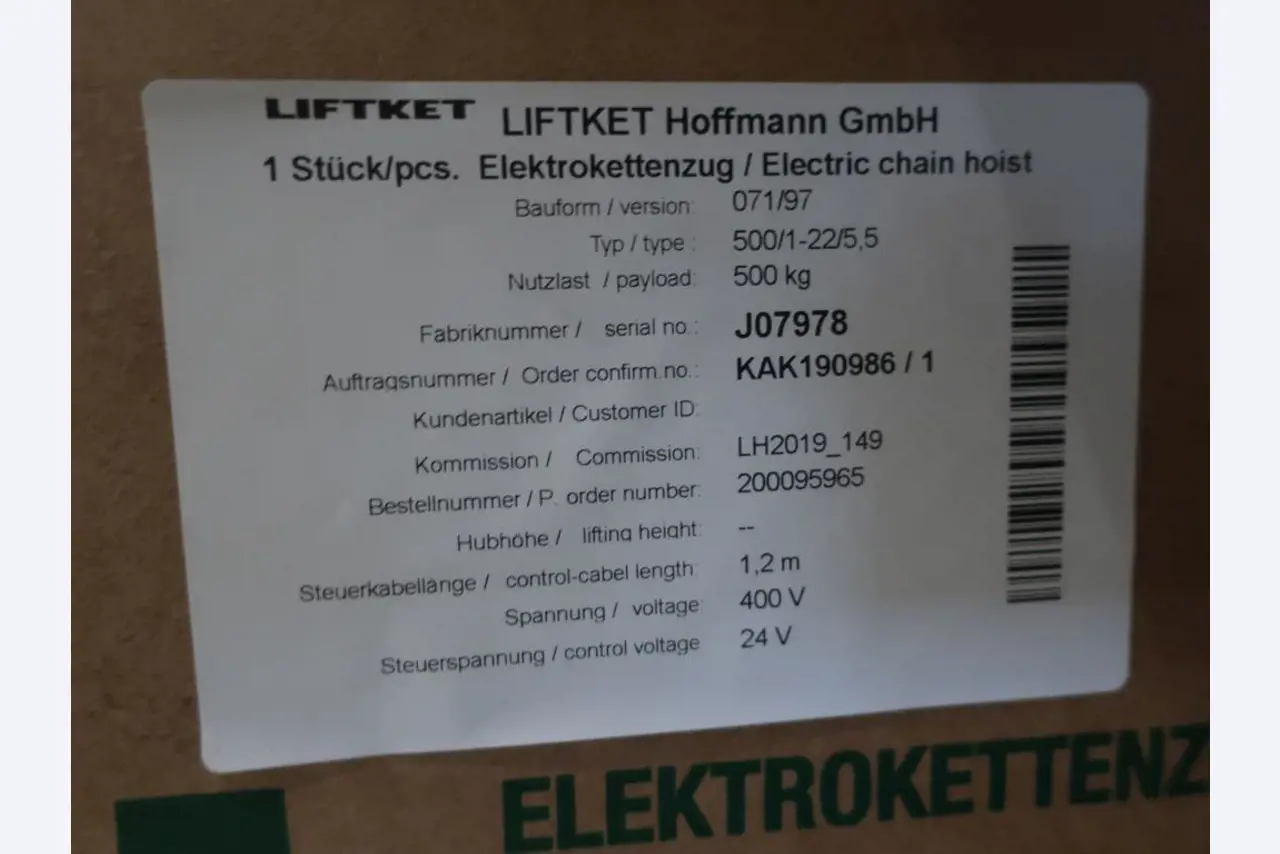 LIFTKET LIFTKET Hoffmann GmbH
1 Stück/pcs. Elektrokettenzug / Electric chain hoist
Bauform / version: 071/97
Typ / type : 500/1-22/5,5
Nutzlast / payload: 500 kg
Fabriknummer / serial no.: J07978
Auftragsnummer / Order confirm.no.: KAK190986 / 1
Kundenartikel / Customer ID:
Kommission / Commission: LH2019_149
Bestellnummer / P. order number: 200095965
Hubhöhe / lifting height: --
Steuerkabellänge / control-cabel length: 1,2 m
Spannung / voltage: 400 V
Steuerspannung / control voltage 24 V
ELEKTROKETTENZ